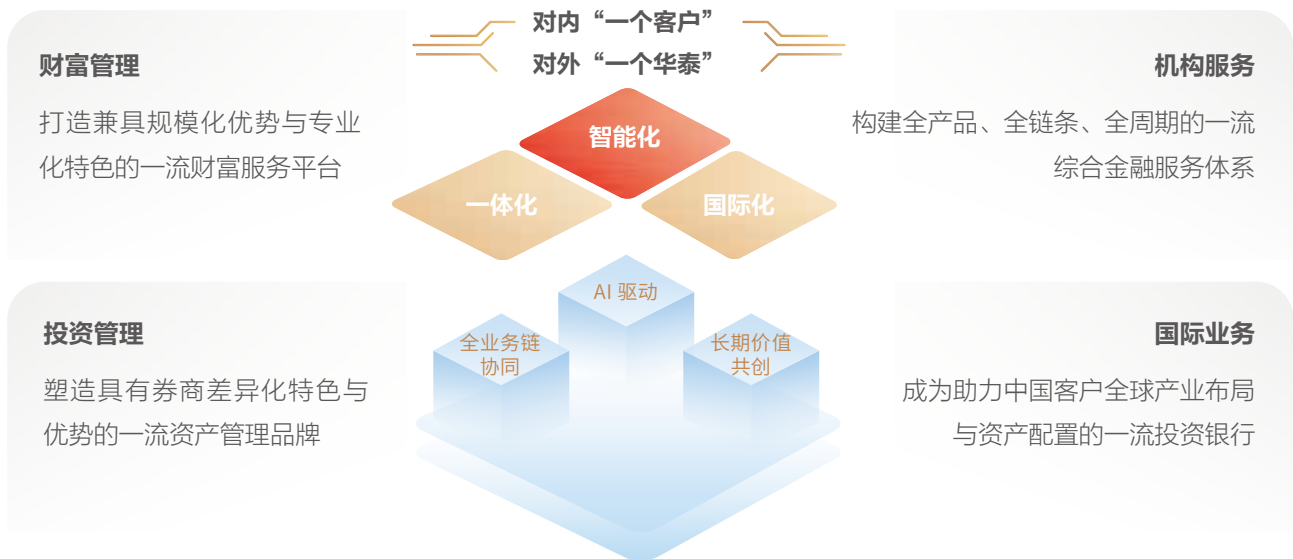 对内“一个客户”
对外“一个华泰”
财富管理
打造兼具规模化优势与专业
化特色的一流财富服务平台
机构服务
构建全产品、全链条、全周期的一流
综合金融服务体系
智能化
一体化
国际化
AI 驱动
全业务链
协同
长期价值
共创
投资管理
塑造具有券商差异化特色与
优势的一流资产管理品牌
国际业务
成为助力中国客户全球产业布局
与资产配置的一流投资银行